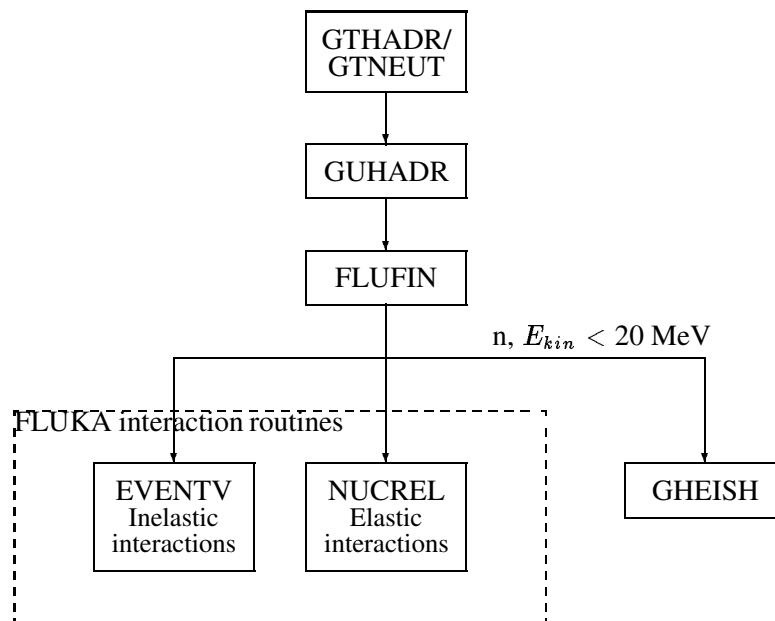 GTHADR/
GTNEUT
GUHADR
FLUFIN
n, E_kin < 20 MeV
FLUKA interaction routines
EVENTV
Inelastic
interactions
NUCREL
Elastic
interactions
GHEISH